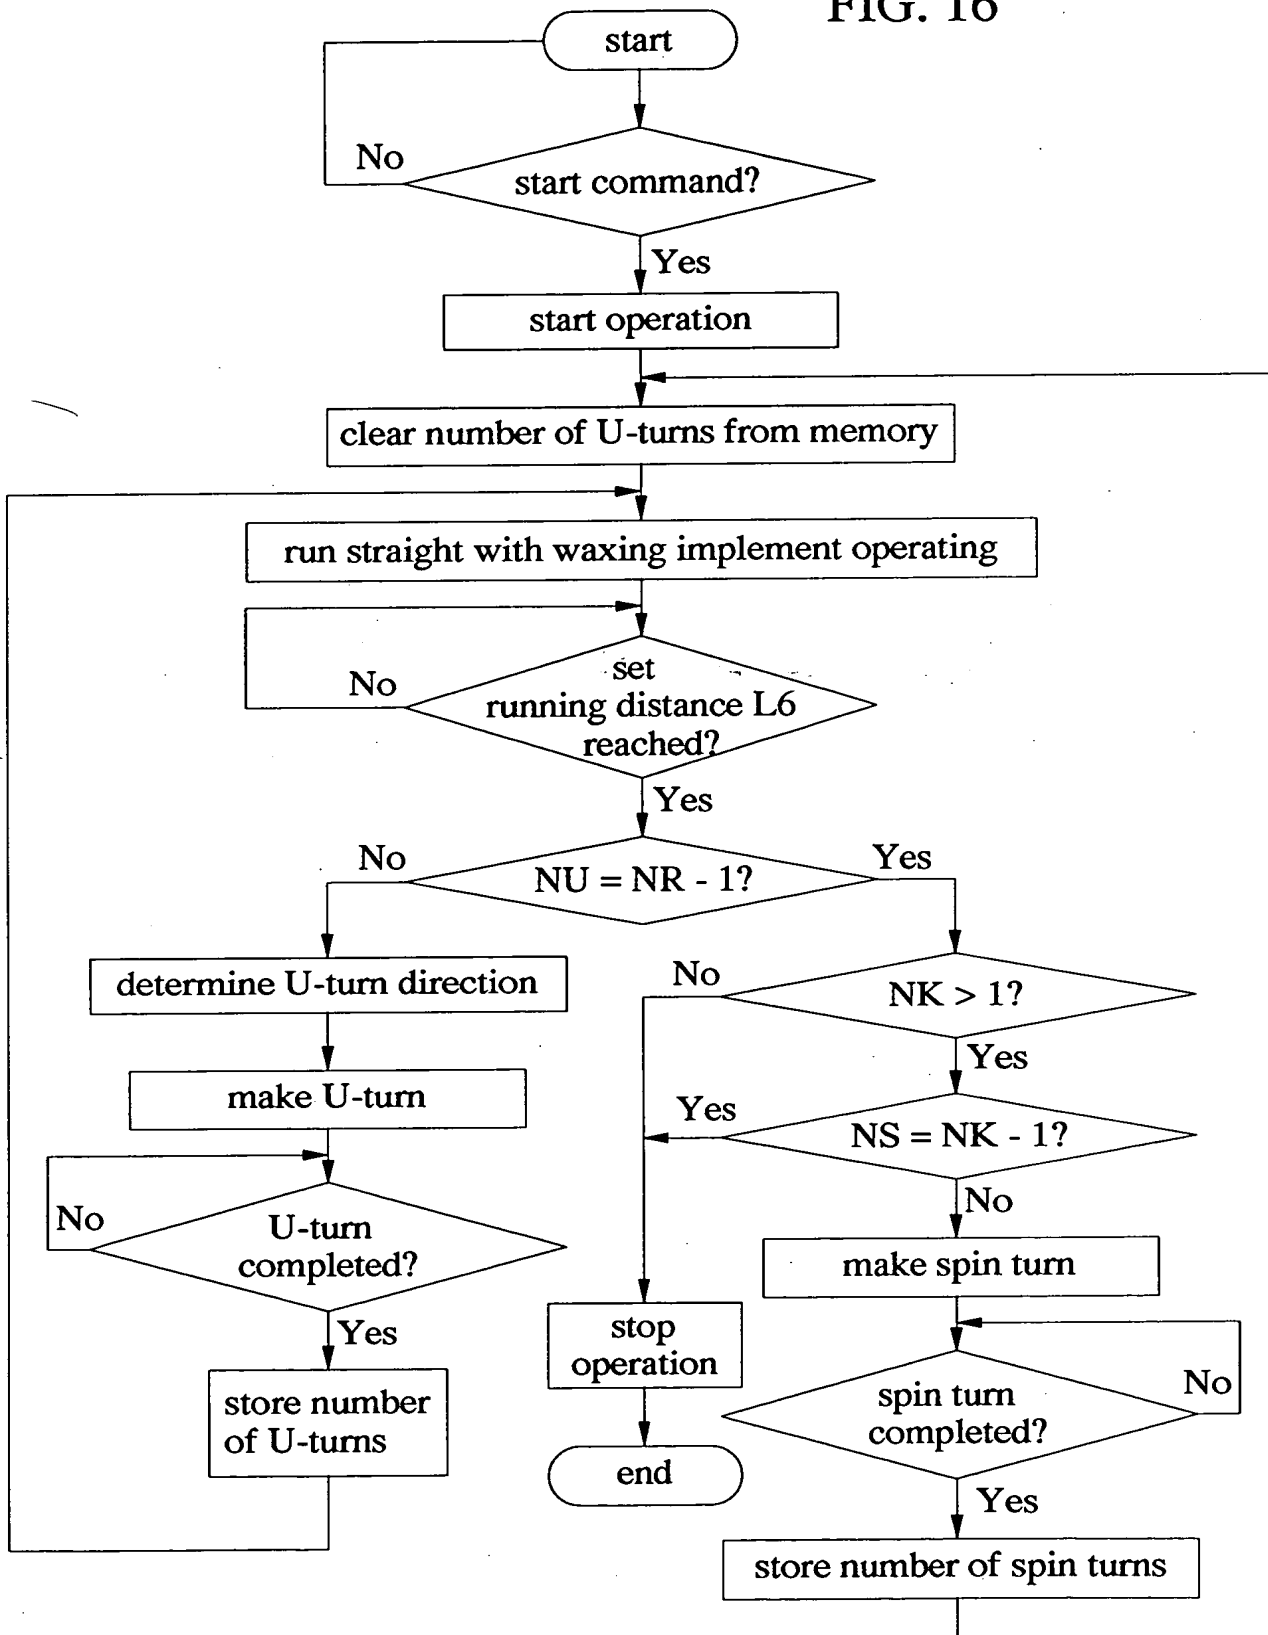 FIG. 16
start
No
start command?
Yes
start operation
clear number of U-turns from memory
run straight with waxing implement operating
set
No
running distance L6
reached?
Yes
No
NU = NR - 1?
Yes
determine U-turn direction
No
NK > 1?
Yes
make U-turn
Yes
NS = NK - 1?
No
No
U-turn
completed?
make spin turn
Yes
stop
operation
store number
of U-turns
spin turn
completed?
No
end
Yes
store number of spin turns